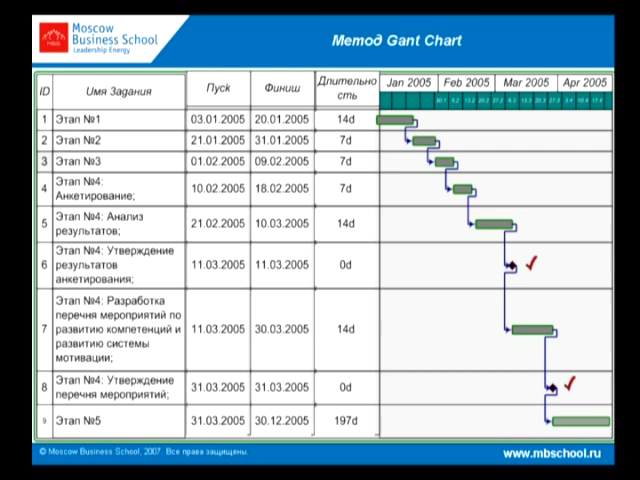 Moscow
Business School
Leadership Energy
MBS
Метод Gant Chart
ID Имя Задания Пуск Финиш Длительно
сть
Jan 2005 Feb 2005 Mar 2005 Apr 2005
1 Этап №1 03.01.2005 20.01.2005 14d
2 Этап №2 21.01.2005 31.01.2005 7d
3 Этап №3 01.02.2005 09.02.2005 7d
4 Этап №4:
Анкетирование; 10.02.2005 18.02.2005 7d
5 Этап №4: Анализ
результатов; 21.02.2005 10.03.2005 14d
6 Этап №4: Утверждение
результатов
анкетирования; 11.03.2005 11.03.2005 0d
7 Этап №4: Разработка
перечня мероприятий по
развитию компетенций и
развитию системы
мотивации; 11.03.2005 30.03.2005 14d
8 Этап №4: Утверждение
перечня мероприятий; 31.03.2005 31.03.2005 0d
9 Этап №5 31.03.2005 30.12.2005 197d
© Moscow Business School, 2007. Все права защищены.
www.mbschool.ru